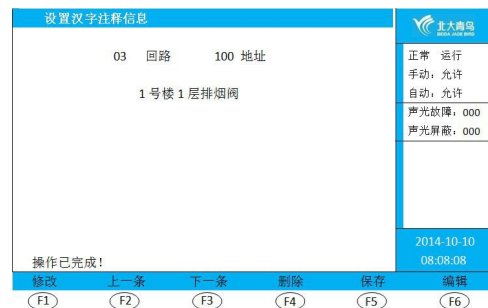 设置汉字注释信息
03 回路 100 地址
1号楼1层排烟阀
操作已完成！
北大青鸟
BEIDA JADE BIRD
正常 运行
手动：允许
自动：允许
声光故障：000
声光屏蔽：000
2014-10-10
08:08:08
修改 上一条 下一条 删除 保存 编辑
F1 F2 F3 F4 F5 F6